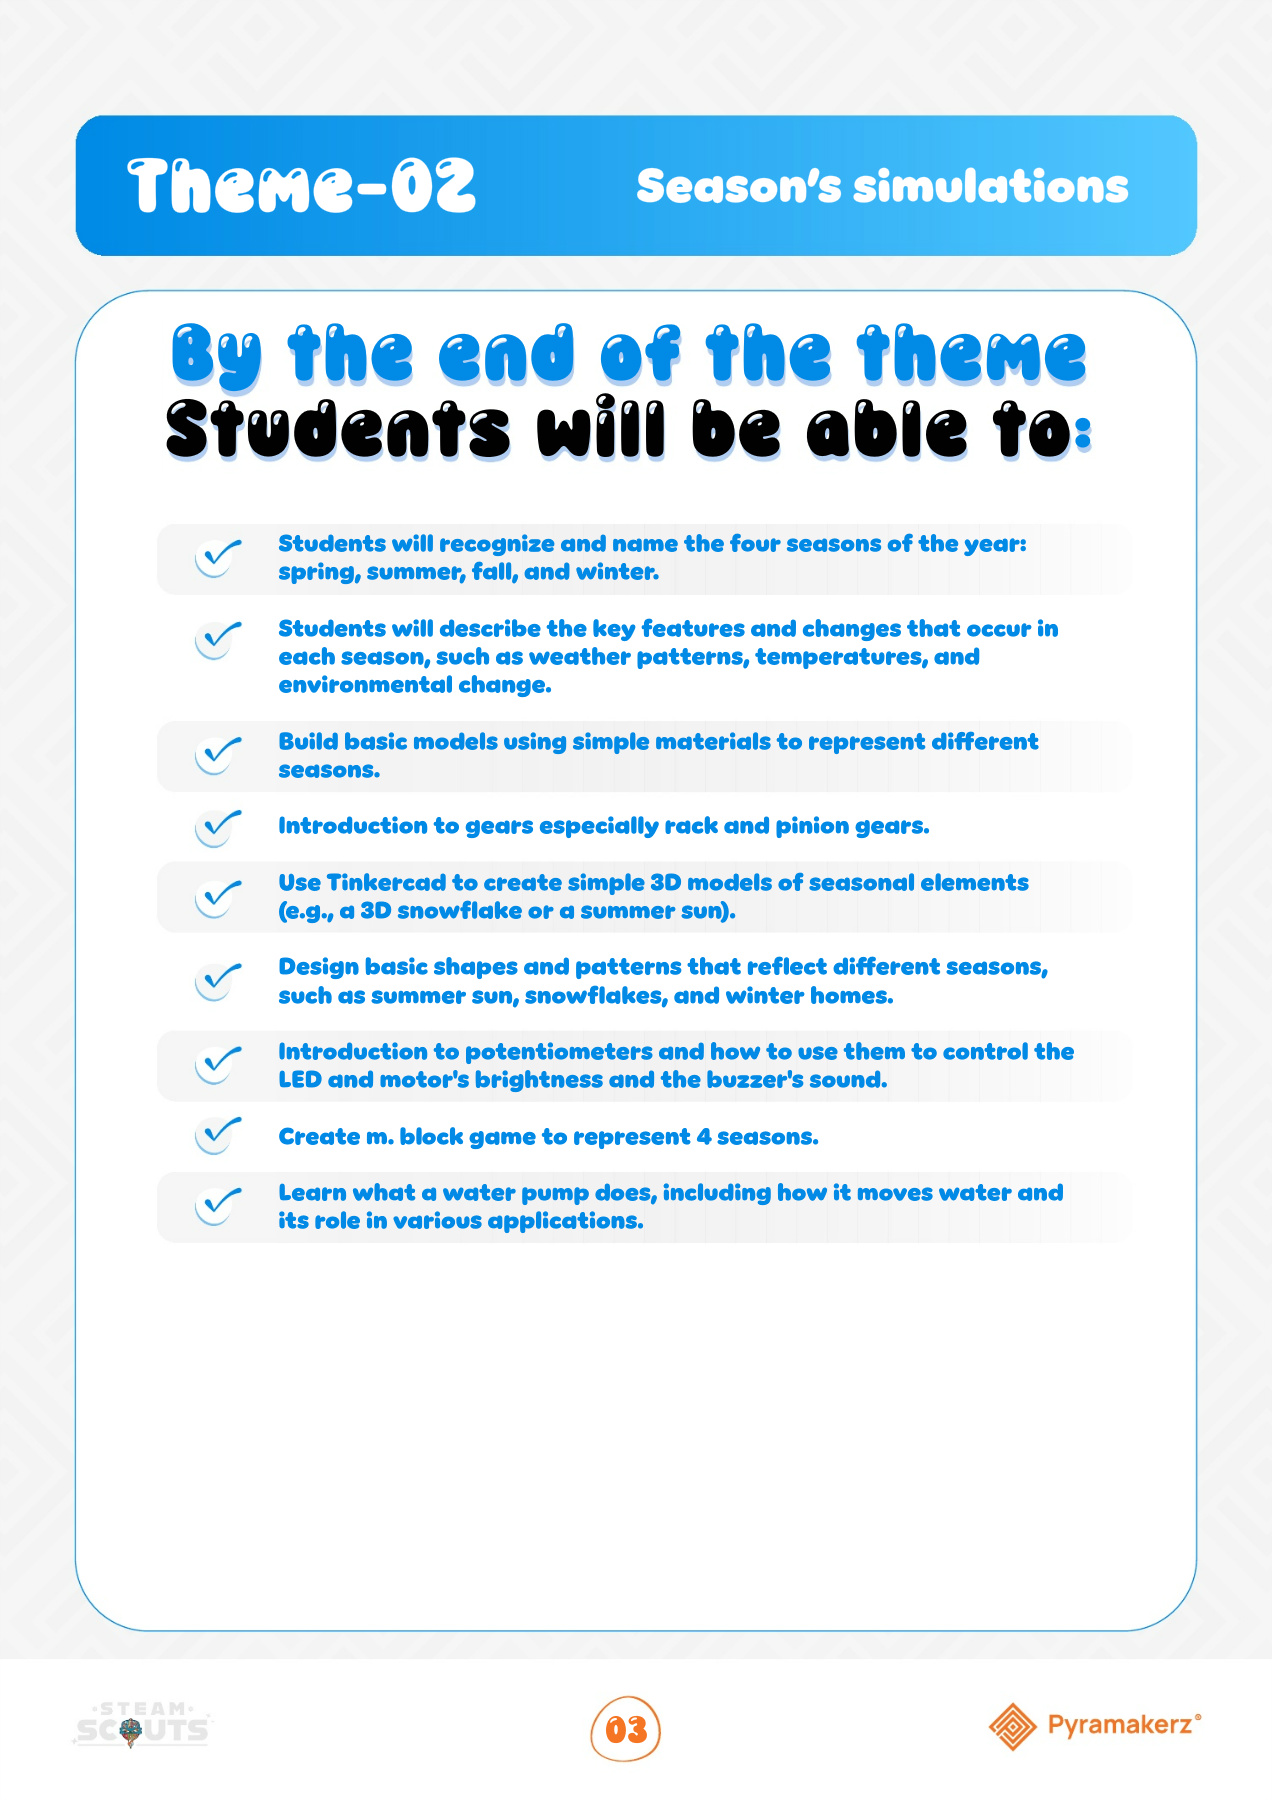 Theme-02
Season's simulations
By the end of the theme
Students will be able to:
Students will recognize and name the four seasons of the year:
spring, summer, fall, and winter.
Students will describe the key features and changes that occur in
each season, such as weather patterns, temperatures, and
environmental change.
Build basic models using simple materials to represent different
seasons.
Introduction to gears especially rack and pinion gears.
Use Tinkercad to create simple 3D models of seasonal elements
(e.g., a 3D snowflake or a summer sun).
Design basic shapes and patterns that reflect different seasons,
such as summer sun, snowflakes, and winter homes.
Introduction to potentiometers and how to use them to control the
LED and motor's brightness and the buzzer's sound.
Create m. block game to represent 4 seasons.
Learn what a water pump does, including how it moves water and
its role in various applications.
STEAM
SCOUTS
03
Pyramakerz®